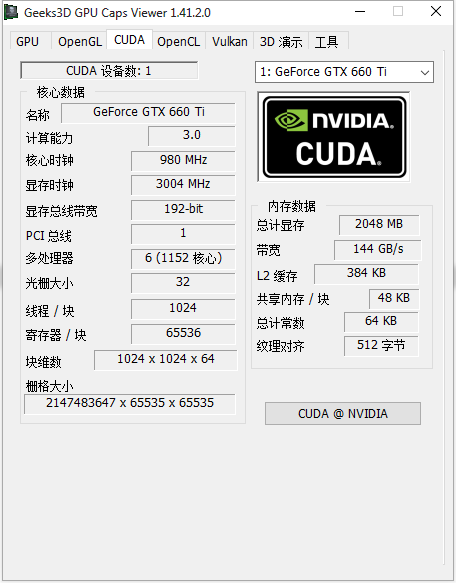 Geeks3D GPU Caps Viewer 1.41.2.0
GPU OpenGL CUDA OpenCL Vulkan 3D 演示 工具
CUDA 设备数: 1
1: GeForce GTX 660 Ti
核心数据
名称 GeForce GTX 660 Ti
计算能力 3.0
核心时钟 980 MHz
显存时钟 3004 MHz
显存总线带宽 192-bit
PCI 总线 1
多处理器 6 (1152 核心)
光栅大小 32
线程 / 块 1024
寄存器 / 块 65536
块维数 1024 x 1024 x 64
栅格大小
2147483647 x 65535 x 65535
NVIDIA.
CUDA.
内存数据
总计显存 2048 MB
带宽 144 GB/s
L2 缓存 384 KB
共享内存 / 块 48 KB
总计常数 64 KB
纹理对齐 512 字节
CUDA @ NVIDIA